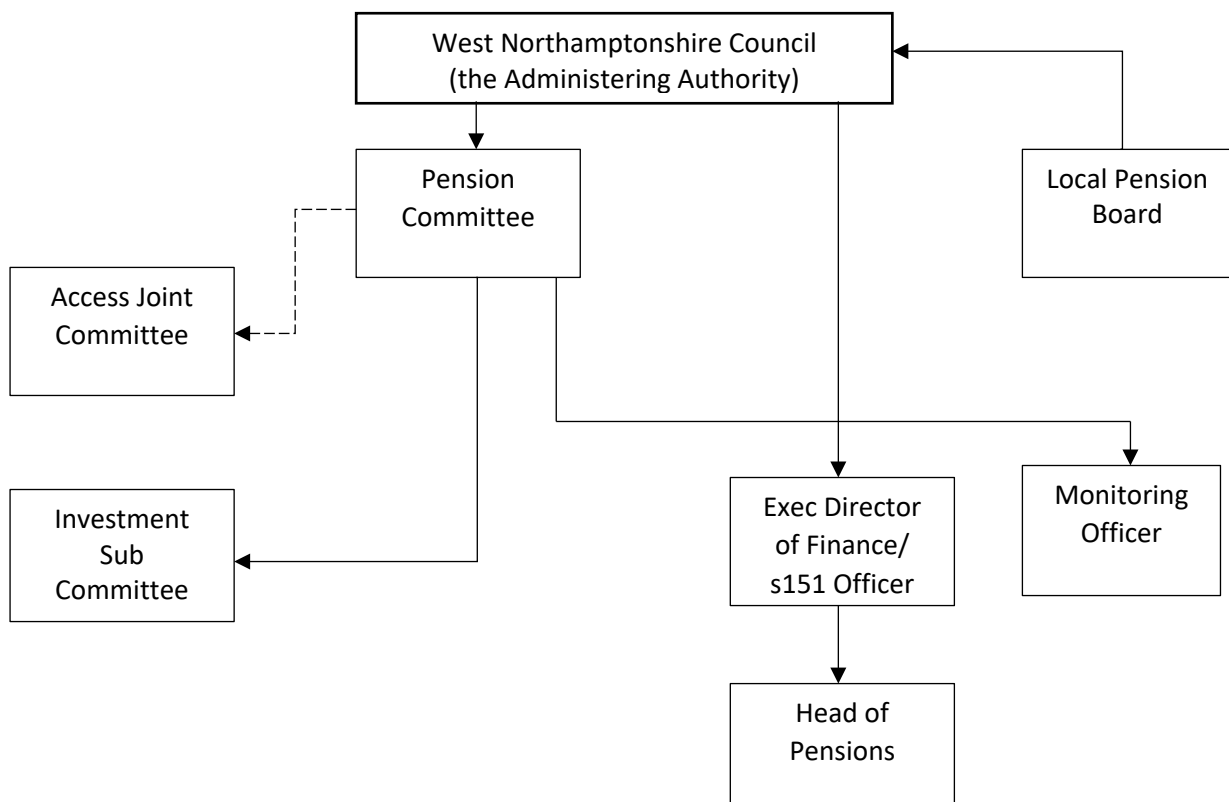 West Northamptonshire Council
(the Administering Authority)
Pension
Committee
Local Pension
Board
Access Joint
Committee
Investment
Sub
Committee
Exec Director
of Finance/
s151 Officer
Monitoring
Officer
Head of
Pensions